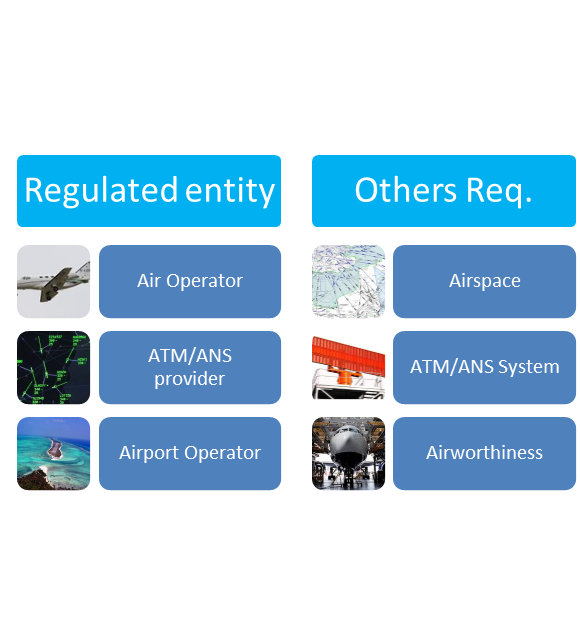 Regulated entity
Air Operator
ATM/ANS
provider
Airport Operator
Others Req.
Airspace
ATM/ANS System
Airworthiness